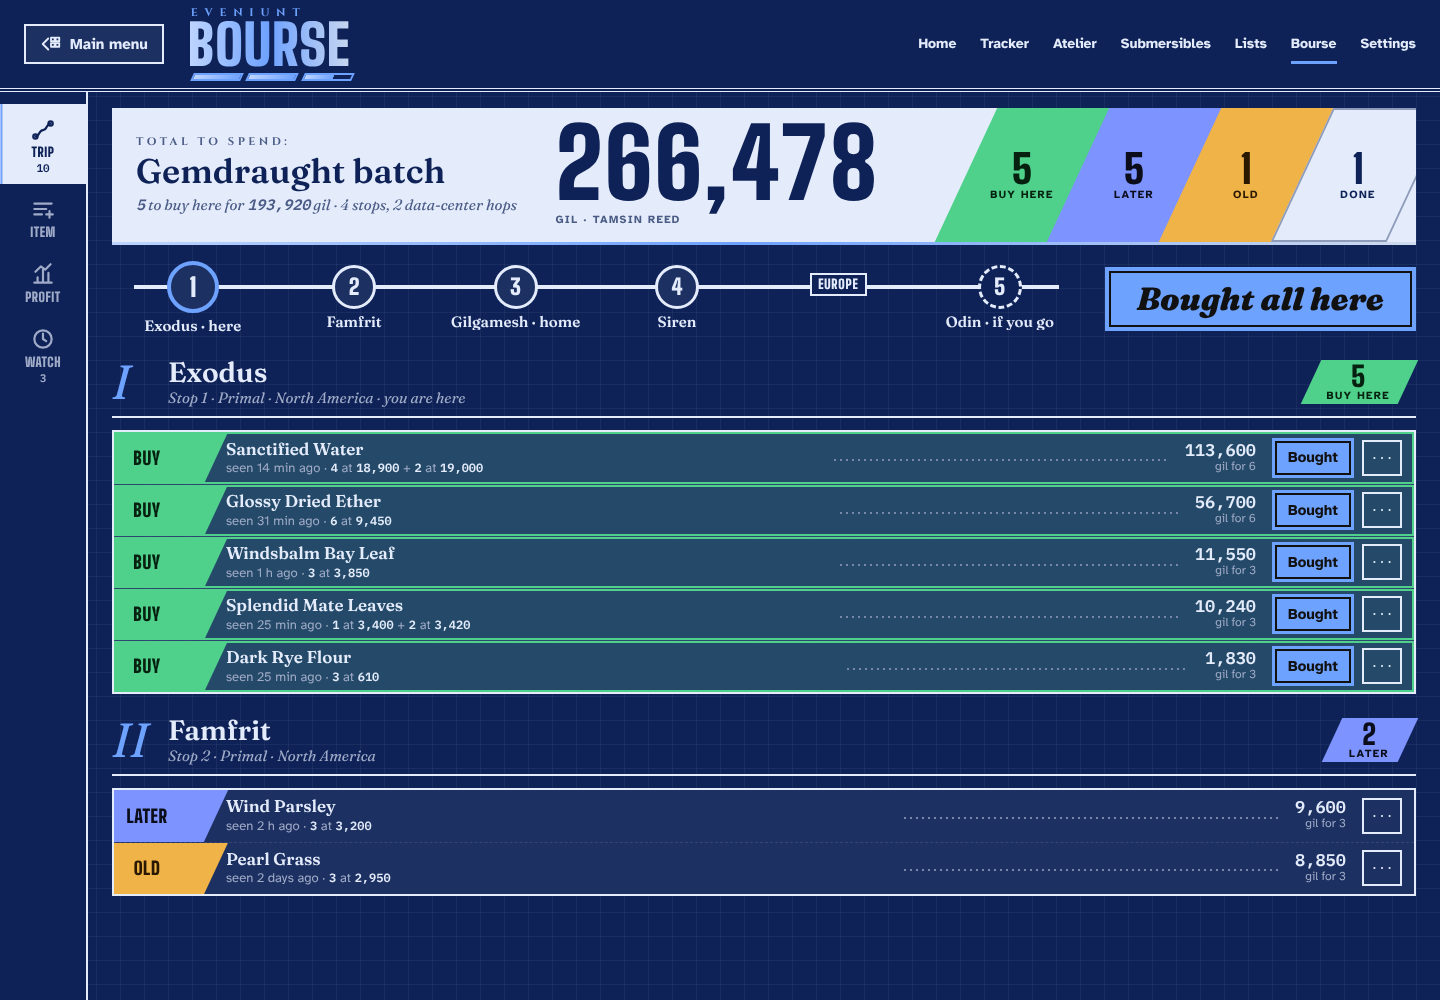 Main menu
EVENIUNT
BOURSE
Home Tracker Atelier Submersibles Lists Bourse Settings
TRIP
10
ITEM
PROFIT
WATCH
3
TOTAL TO SPEND:
Gemdraught batch
5 to buy here for 193,920 gil · 4 stops, 2 data-center hops
266,478
GIL · TAMSIN REED
5
BUY HERE
5
LATER
1
OLD
1
DONE
1
Exodus · here
2
Famfrit
3
Gilgamesh · home
4
Siren
EUROPE
5
Odin · if you go
Bought all here
I
Exodus
Stop 1 · Primal · North America · you are here
5
BUY HERE
BUY
Sanctified Water
seen 14 min ago · 4 at 18,900 + 2 at 19,000
113,600
gil for 6
Bought
...
BUY
Glossy Dried Ether
seen 31 min ago · 6 at 9,450
56,700
gil for 6
Bought
...
BUY
Windsbalm Bay Leaf
seen 1 h ago · 3 at 3,850
11,550
gil for 3
Bought
...
BUY
Splendid Mate Leaves
seen 25 min ago · 1 at 3,400 + 2 at 3,420
10,240
gil for 3
Bought
...
BUY
Dark Rye Flour
seen 25 min ago · 3 at 610
1,830
gil for 3
Bought
...
II
Famfrit
Stop 2 · Primal · North America
2
LATER
LATER
Wind Parsley
seen 2 h ago · 3 at 3,200
9,600
gil for 3
...
OLD
Pearl Grass
seen 2 days ago · 3 at 2,950
8,850
gil for 3
...